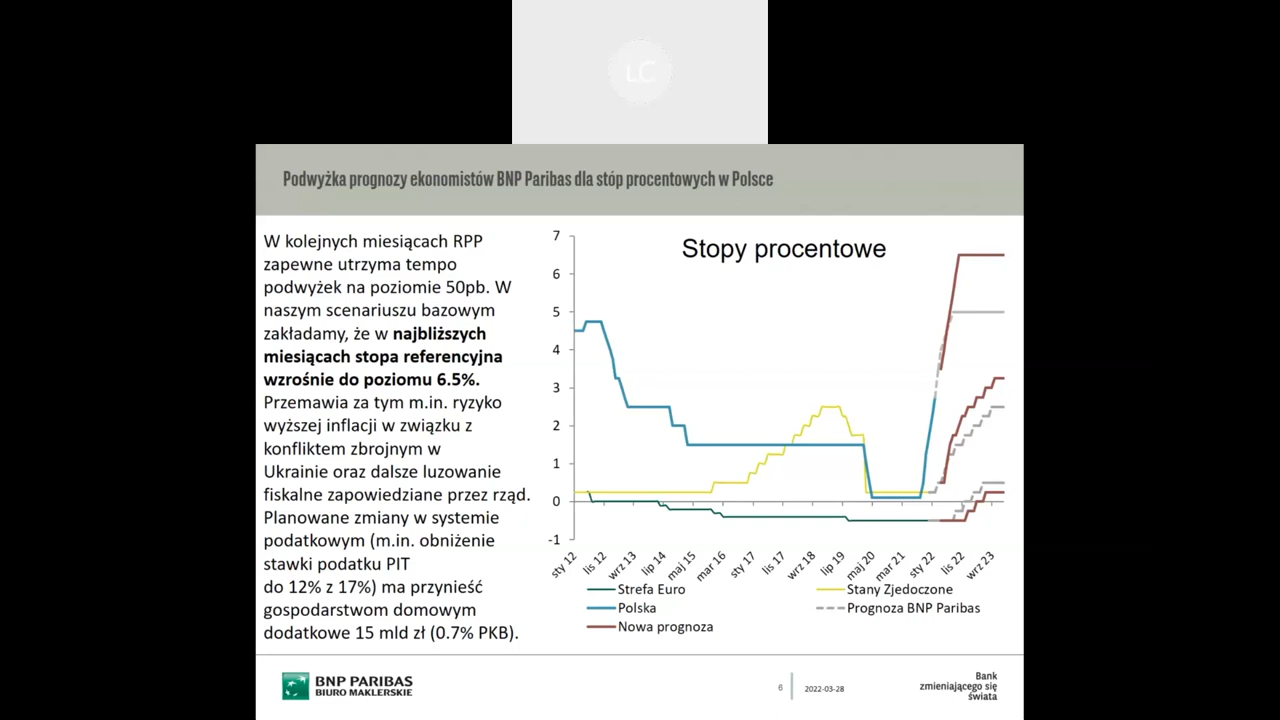 LC
Podwyżka prognozy ekonomistów BNP Paribas dla stóp procentowych w Polsce
W kolejnych miesiącach RPP
zapewne utrzyma tempo
podwyżek na poziomie 50pb. W
naszym scenariuszu bazowym
zakładamy, że w najbliższych
miesiącach stopa referencyjna
wzrośnie do poziomu 6.5%.
Przemawia za tym m.in. ryzyko
wyższej inflacji w związku z
konfliktem zbrojnym w
Ukrainie oraz dalsze luzowanie
fiskalne zapowiedziane przez rząd.
Planowane zmiany w systemie
podatkowym (m.in. obniżenie
stawki podatku PIT
do 12% z 17%) ma przynieść
gospodarstwom domowym
dodatkowe 15 mld zł (0.7% PKB).
Stopy procentowe
7
6
5
4
3
2
1
0
-1
sty 12
lis 12
wrz 13
lip 14
maj 15
mar 16
sty 17
lis 17
wrz 18
lip 19
maj 20
mar 21
sty 22
lis 22
wrz 23
Strefa Euro
Stany Zjedoczone
Polska
Prognoza BNP Paribas
Nowa prognoza
BNP PARIBAS
BIURO MAKLERSKIE
6
2022-03-28
Bank
zmieniającego się
świata